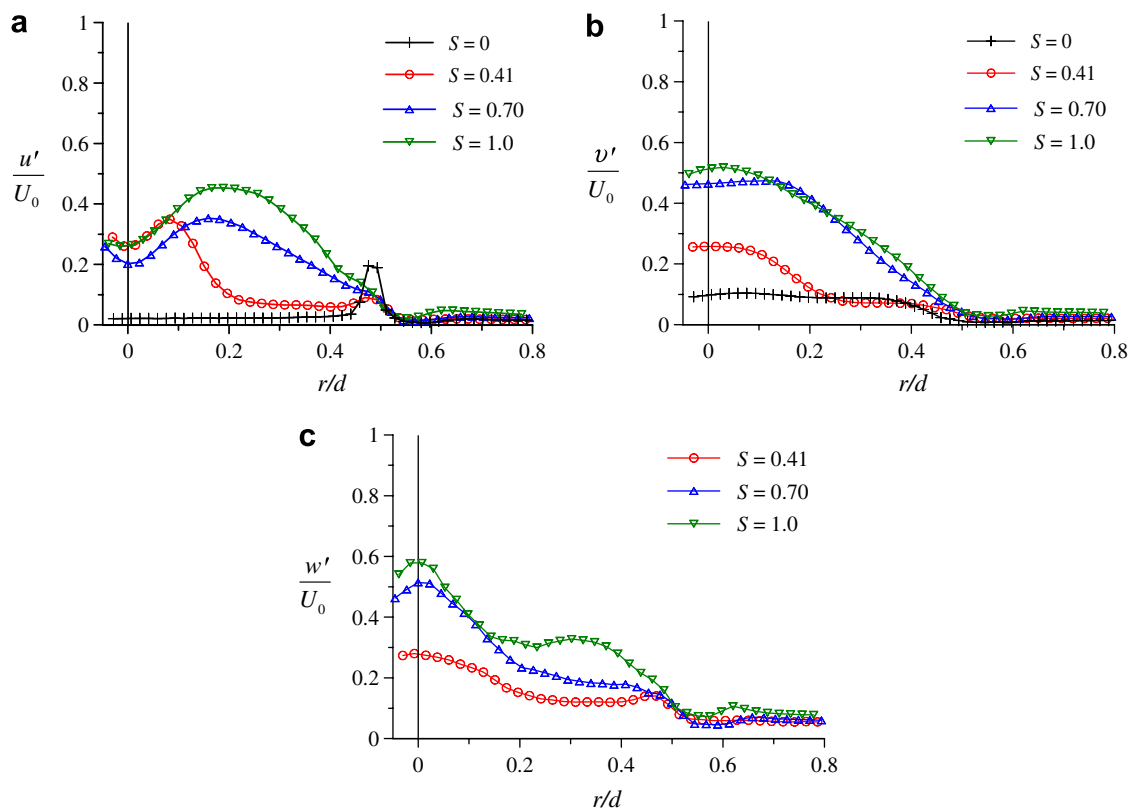 a
1
0.8
0.6
0.4
0.2
0
u′
U₀
0
0.2
0.4
0.6
0.8
r/d
S = 0
S = 0.41
S = 0.70
S = 1.0
b
1
0.8
0.6
0.4
0.2
0
υ′
U₀
0
0.2
0.4
0.6
0.8
r/d
S = 0
S = 0.41
S = 0.70
S = 1.0
c
1
0.8
0.6
0.4
0.2
0
w′
U₀
0
0.2
0.4
0.6
0.8
r/d
S = 0.41
S = 0.70
S = 1.0